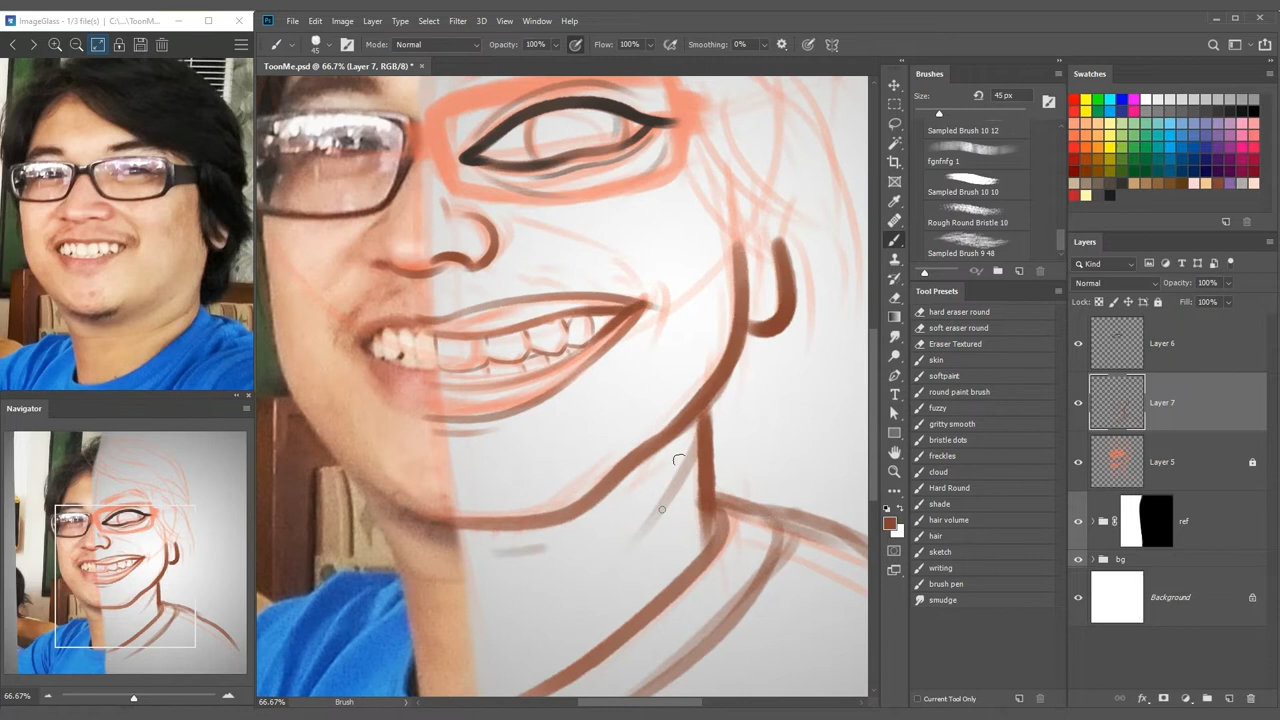 ImageGlass - 1/3 file(s) | C:\...\ToonM...
Ps File Edit Image Layer Type Select Filter 3D View Window Help
45 Mode: Normal Opacity: 100% Flow: 100% Smoothing: 0%
ToonMe.psd @ 66.7% (Layer 7, RGB/8) * ×
Brushes
Size: 45 px
Sampled Brush 10 12
fgnfnfg 1
Sampled Brush 10 10
Rough Round Bristle 10
Sampled Brush 9 48
Tool Presets
hard eraser round
soft eraser round
Eraser Textured
skin
softpaint
round paint brush
fuzzy
gritty smooth
bristle dots
freckles
cloud
Hard Round
shade
hair volume
hair
sketch
writing
brush pen
smudge
Current Tool Only
Swatches
Layers
Kind
Normal Opacity: 100%
Lock: Fill: 100%
Layer 6
Layer 7
Layer 5
ref
bg
Background
fx
Navigator
66.67%
66.67% Brush